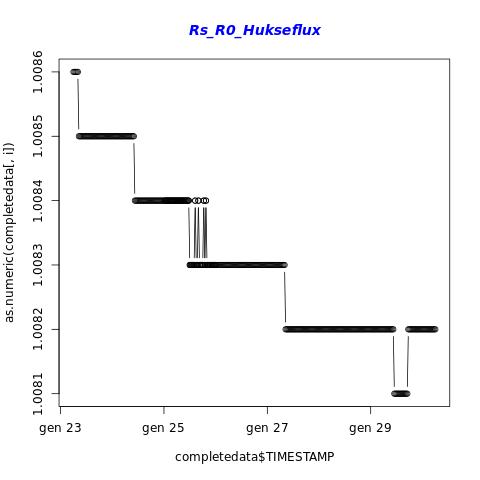 Rs_R0_Hukseflux
as.numeric(completedata[, i])
1.0086
1.0085
1.0084
1.0083
1.0082
1.0081
gen 23
gen 25
gen 27
gen 29
completedata$TIMESTAMP